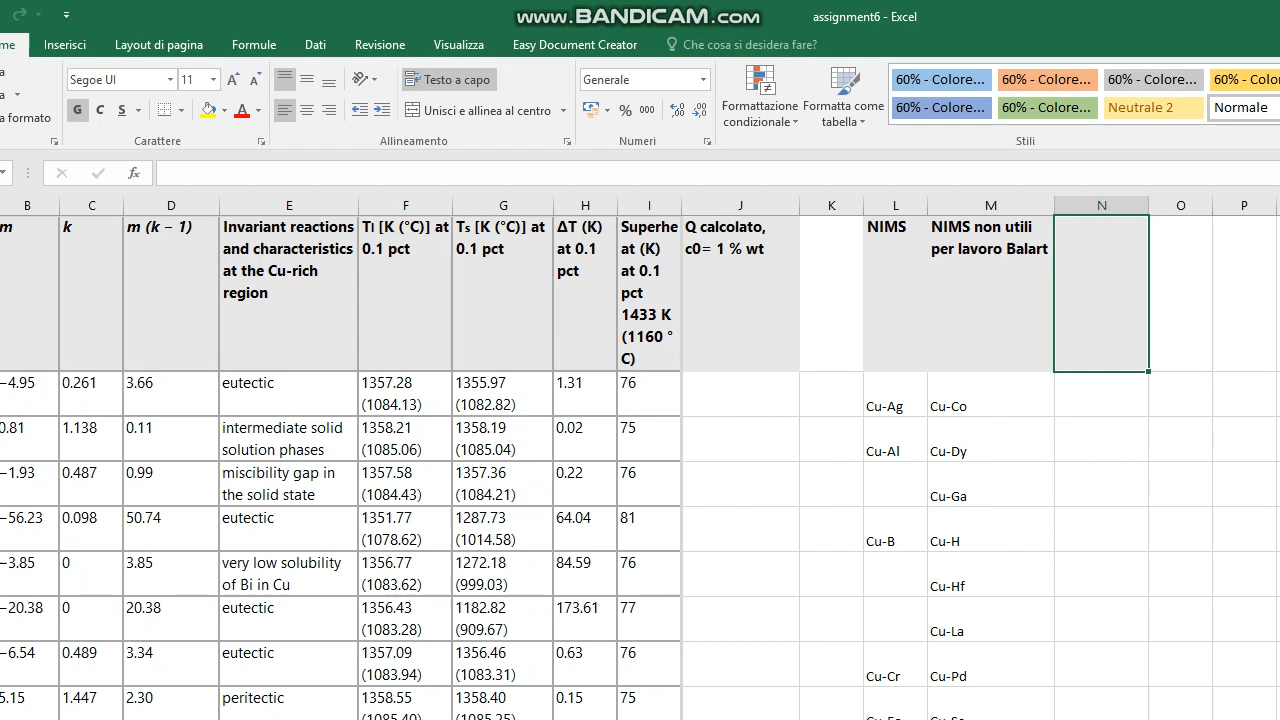 www.BANDICAM.com
assignment6 - Excel
me
Inserisci
Layout di pagina
Formule
Dati
Revisione
Visualizza
Easy Document Creator
Che cosa si desidera fare?
a
a formato
Segoe UI
11
A A
G C S
A
Carattere
Testo a capo
Unisci e allinea al centro
Allineamento
Generale
% 000
Numeri
Formattazione
condizionale
Formatta come
tabella
60% - Colore...
60% - Colore...
60% - Colore...
60% - Colo
60% - Colore...
60% - Colore...
Neutrale 2
Normale
Stili
fx
B C D E F G H I J K L M N O P
m
k
m (k − 1)
Invariant reactions
and characteristics
at the Cu-rich
region
Tl [K (°C)] at
0.1 pct
Ts [K (°C)] at
0.1 pct
ΔT (K)
at 0.1
pct
Superhe
at (K)
at 0.1
pct
1433 K
(1160 °
C)
Q calcolato,
c0= 1 % wt
NIMS
NIMS non utili
per lavoro Balart
−4.95 0.261 3.66 eutectic 1357.28 1355.97 1.31 76
(1084.13) (1082.82)
Cu-Ag Cu-Co
0.81 1.138 0.11 intermediate solid 1358.21 1358.19 0.02 75
solution phases (1085.06) (1085.04)
Cu-Al Cu-Dy
−1.93 0.487 0.99 miscibility gap in 1357.58 1357.36 0.22 76
the solid state (1084.43) (1084.21)
Cu-Ga
−56.23 0.098 50.74 eutectic 1351.77 1287.73 64.04 81
(1078.62) (1014.58)
Cu-B Cu-H
−3.85 0 3.85 very low solubility 1356.77 1272.18 84.59 76
of Bi in Cu (1083.62) (999.03)
Cu-Hf
−20.38 0 20.38 eutectic 1356.43 1182.82 173.61 77
(1083.28) (909.67)
Cu-La
−6.54 0.489 3.34 eutectic 1357.09 1356.46 0.63 76
(1083.94) (1083.31)
Cu-Cr Cu-Pd
5.15 1.447 2.30 peritectic 1358.55 1358.40 0.15 75
(1085.40) (1085.25)